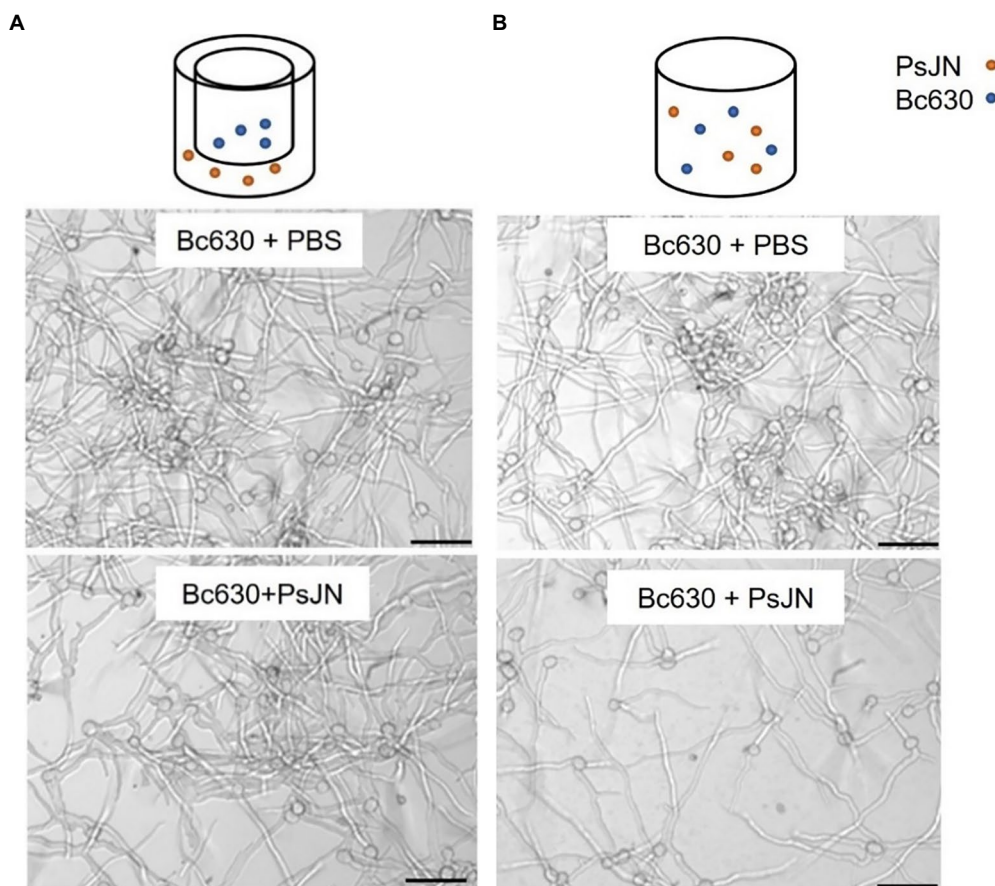 A
B
PsJN
Bc630
Bc630 + PBS
Bc630 + PBS
Bc630+PsJN
Bc630 + PsJN